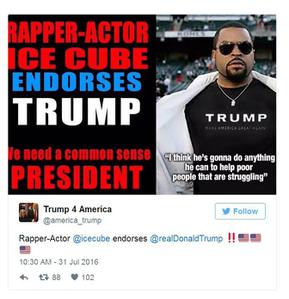 RAPPER-ACTOR
ICE CUBE
ENDORSES
TRUMP
We need a common sense
PRESIDENT
TRUMP
MAKE AMERICA GREAT AGAIN!
"I think he's gonna do anything
he can to help poor
people that are struggling"
Trump 4 America
@america_trump
Follow
Rapper-Actor @icecube endorses @realDonaldTrump ‼️🇺🇸🇺🇸
🇺🇸
10:30 AM - 31 Jul 2016
88 102